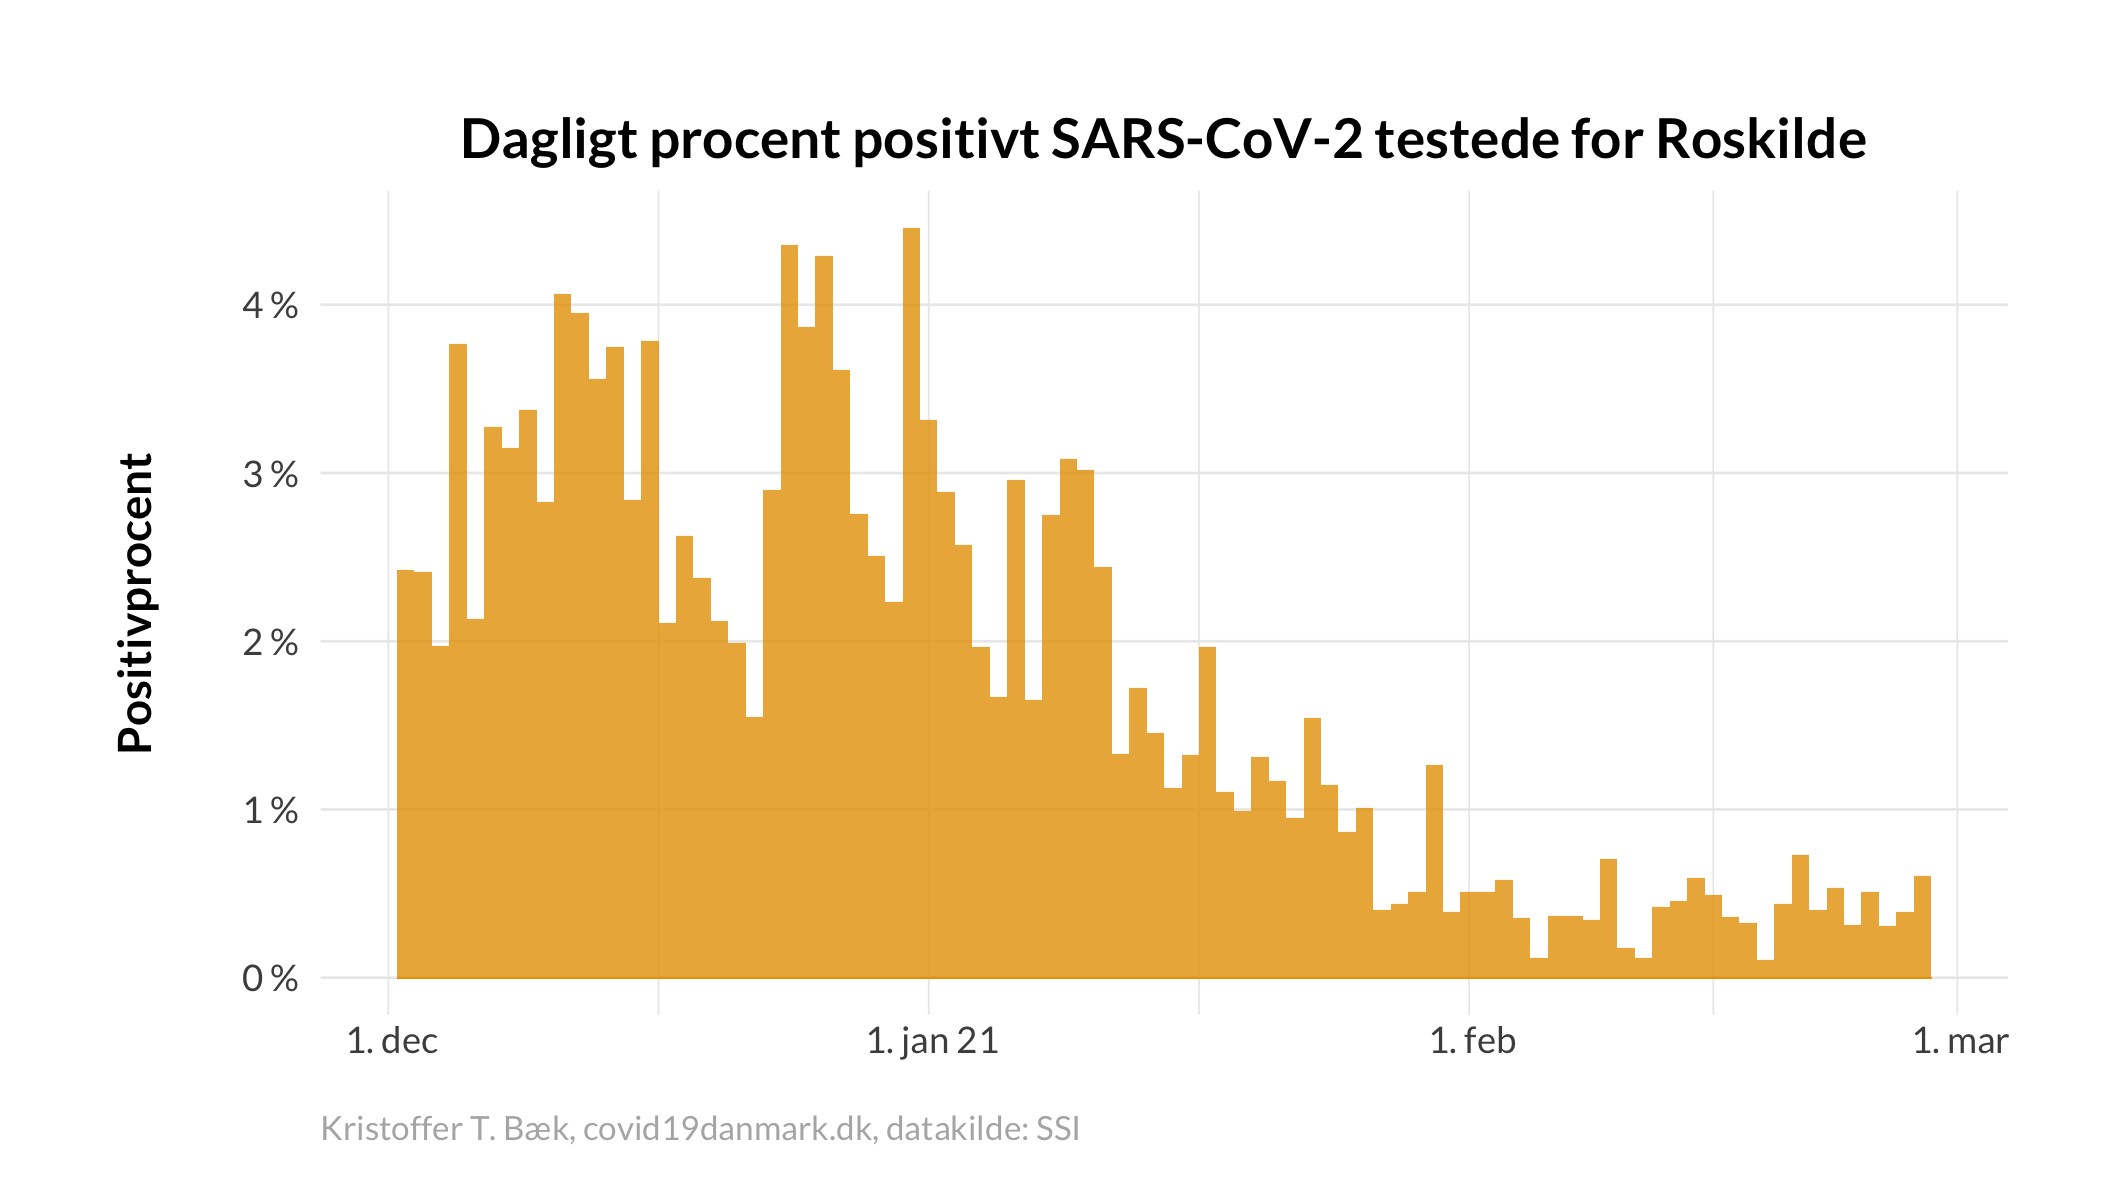 Dagligt procent positivt SARS-CoV-2 testede for Roskilde
Positivprocent
4 %
3 %
2 %
1 %
0 %
1. dec
1. jan 21
1. feb
1. mar
Kristoffer T. Bæk, covid19danmark.dk, datakilde: SSI